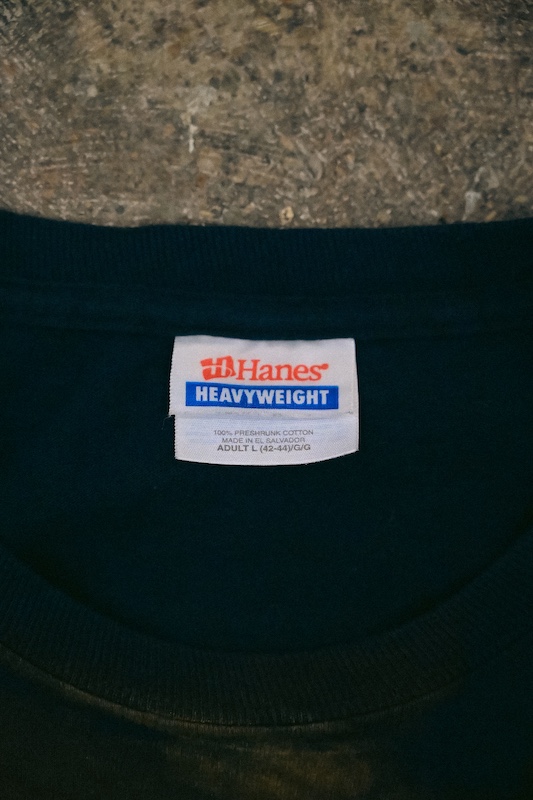 Hanes
HEAVYWEIGHT
100% PRESHRUNK COTTON
MADE IN EL SALVADOR
ADULT L (42-44)/G/G